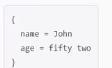 {
name = John
age = fifty two
}